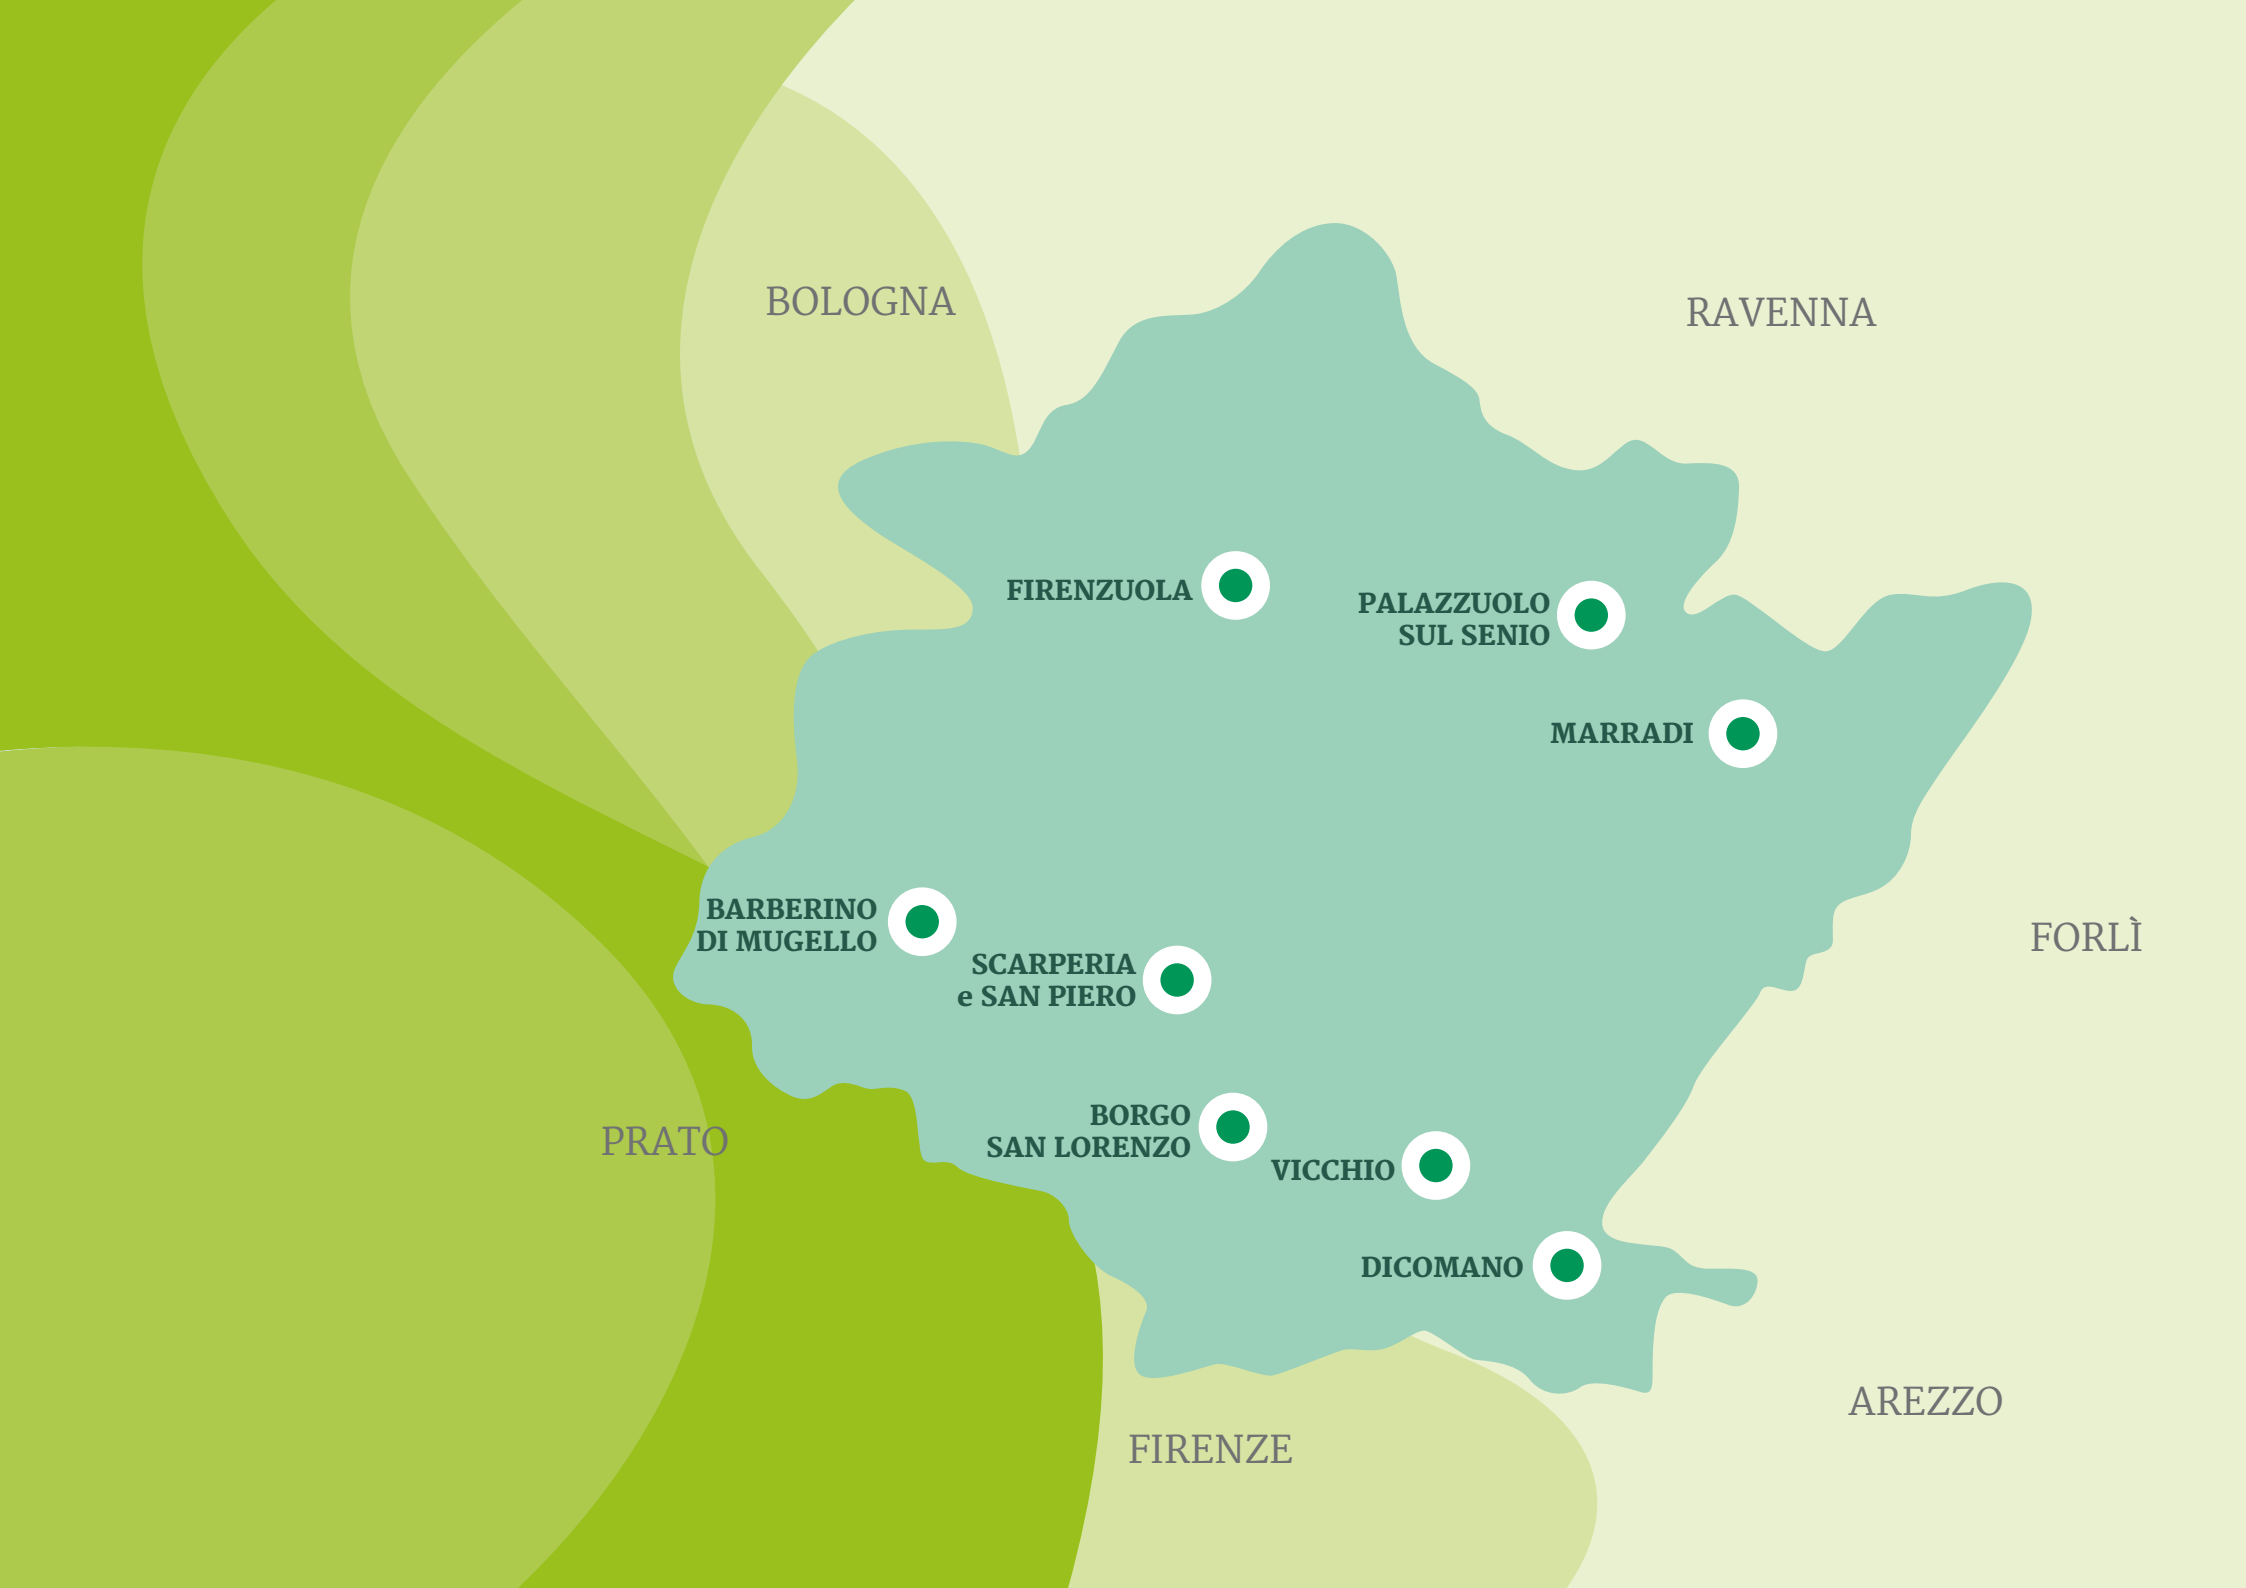 BOLOGNA
RAVENNA
FIRENZUOLA
PALAZZUOLO
SUL SENIO
MARRADI
BARBERINO
DI MUGELLO
SCARPERIA
e SAN PIERO
FORLÌ
BORGO
SAN LORENZO
PRATO
VICCHIO
DICOMANO
AREZZO
FIRENZE